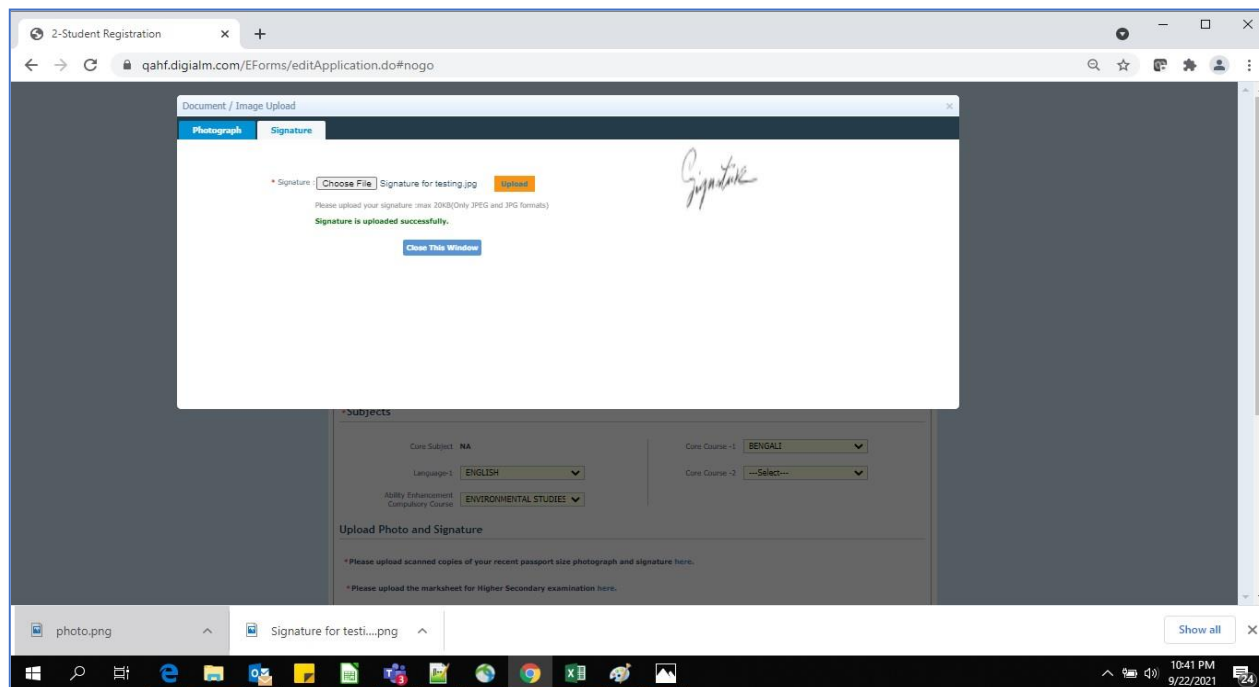 2-Student Registration
qahf.digialm.com/EForms/editApplication.do#nogo
Document / Image Upload
Photograph Signature
* Signature : Choose File Signature for testing.jpg Upload
Signature
Please upload your signature :max 20KB(Only JPEG and JPG formats)
Signature is uploaded successfully.
Close This Window
*Subjects
Core Subject NA Core Course -1 BENGALI
Language-1 ENGLISH Core Course -2 ---Select---
Ability Enhancement
Compulsory Course ENVIRONMENTAL STUDIES
Upload Photo and Signature
*Please upload scanned copies of your recent passport size photograph and signature here.
*Please upload the marksheet for Higher Secondary examination here.
photo.png Signature for testi....png Show all
10:41 PM
9/22/2021
24